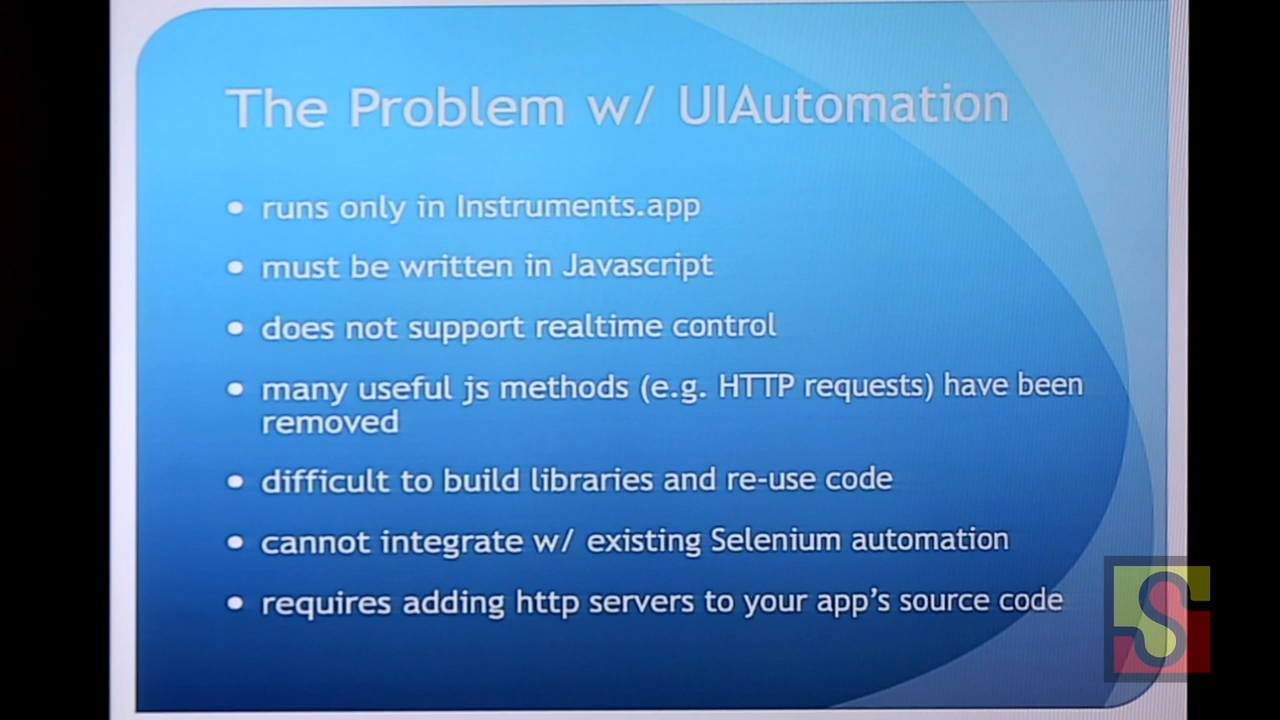 The Problem w/ UIAutomation
• runs only in Instruments.app
• must be written in Javascript
• does not support realtime control
• many useful js methods (e.g. HTTP requests) have been
removed
• difficult to build libraries and re-use code
• cannot integrate w/ existing Selenium automation
• requires adding http servers to your app's source code